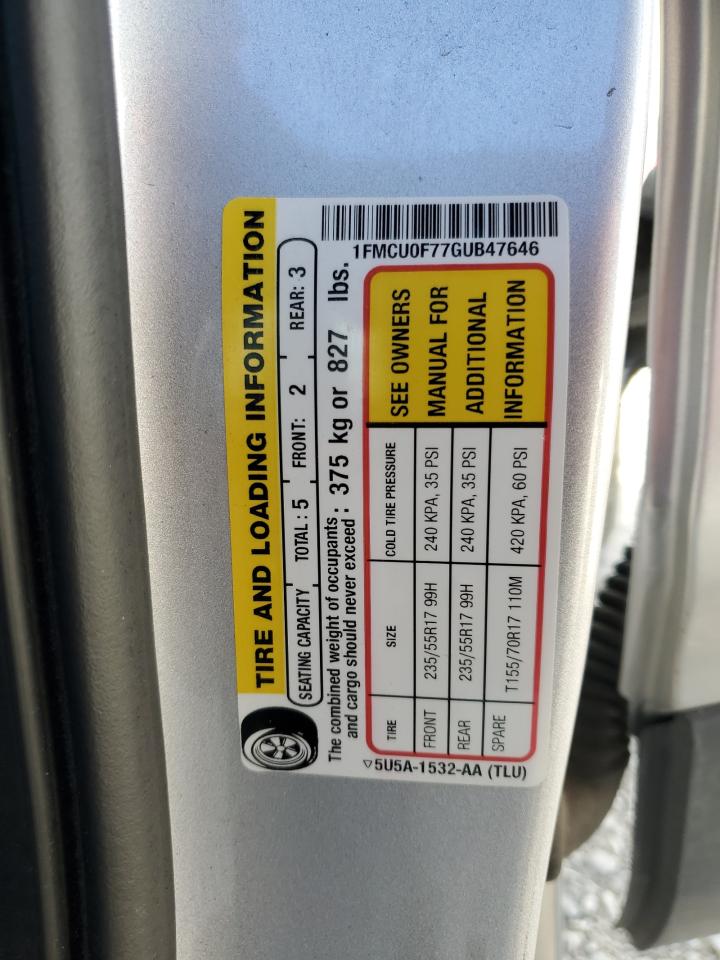 TIRE AND LOADING INFORMATION
SEATING CAPACITY TOTAL : 5 FRONT: 2 REAR: 3
The combined weight of occupants
and cargo should never exceed : 375 kg or 827 lbs.
1FMCU0F77GUB47646
TIRE SIZE COLD TIRE PRESSURE
FRONT 235/55R17 99H 240 KPA, 35 PSI
REAR 235/55R17 99H 240 KPA, 35 PSI
SPARE T155/70R17 110M 420 KPA, 60 PSI
SEE OWNERS
MANUAL FOR
ADDITIONAL
INFORMATION
▽5U5A-1532-AA (TLU)